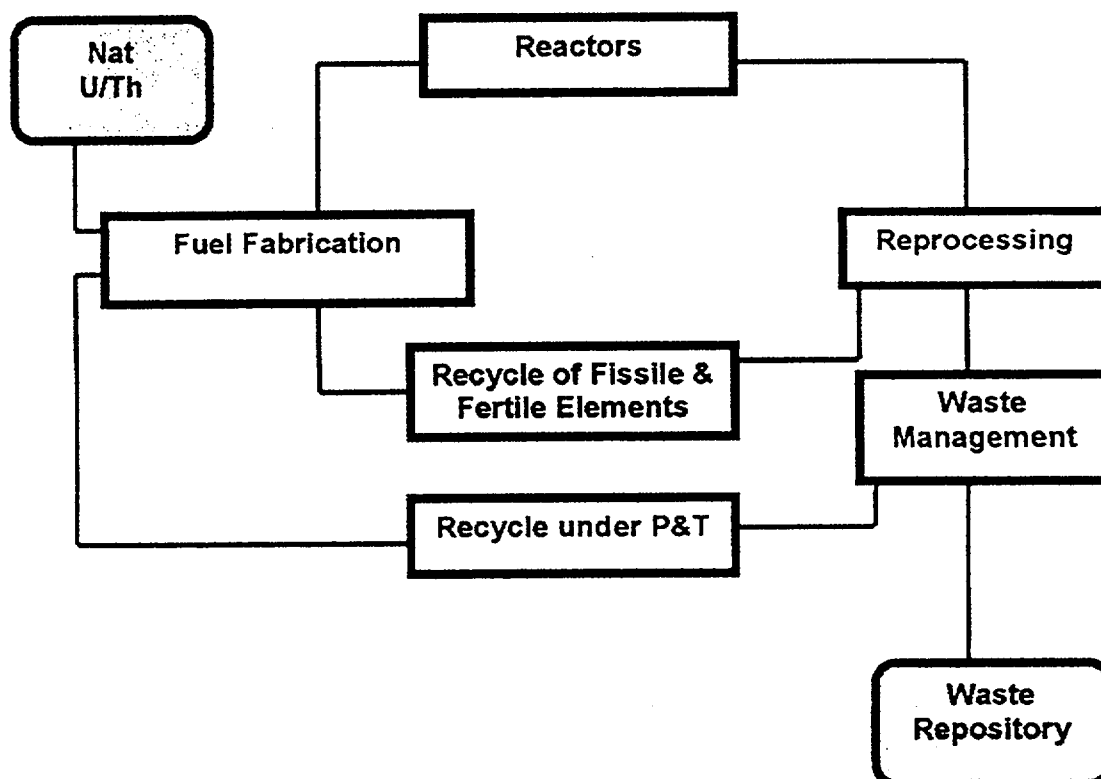 Nat
U/Th
Reactors
Fuel Fabrication
Reprocessing
Recycle of Fissile &
Fertile Elements
Waste
Management
Recycle under P&T
Waste
Repository